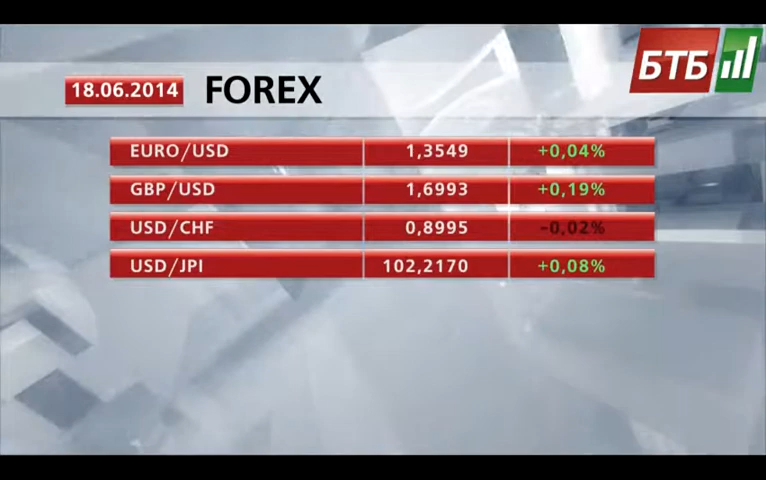 БТБ
18.06.2014 FOREX
EURO/USD 1,3549 +0,04%
GBP/USD 1,6993 +0,19%
USD/CHF 0,8995 -0,02%
USD/JPI 102,2170 +0,08%